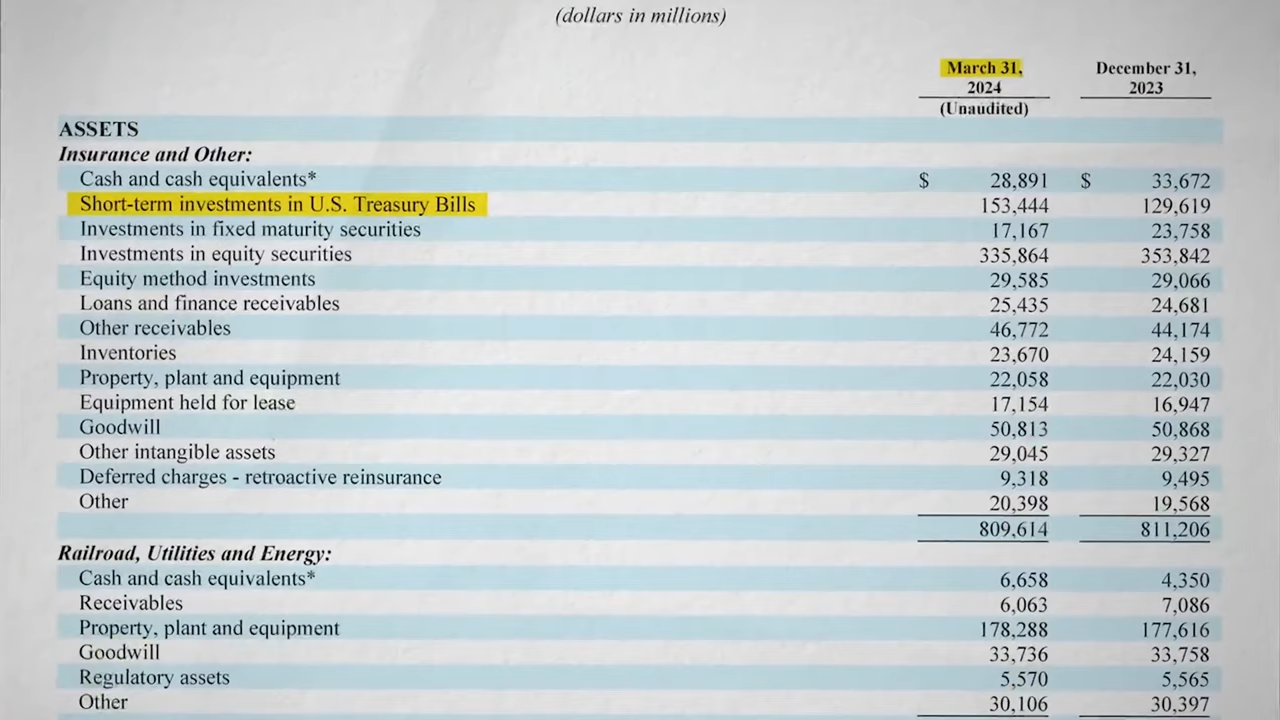 (dollars in millions)
March 31, December 31,
2024 2023
(Unaudited)
ASSETS
Insurance and Other:
Cash and cash equivalents* $ 28,891 $ 33,672
Short-term investments in U.S. Treasury Bills 153,444 129,619
Investments in fixed maturity securities 17,167 23,758
Investments in equity securities 335,864 353,842
Equity method investments 29,585 29,066
Loans and finance receivables 25,435 24,681
Other receivables 46,772 44,174
Inventories 23,670 24,159
Property, plant and equipment 22,058 22,030
Equipment held for lease 17,154 16,947
Goodwill 50,813 50,868
Other intangible assets 29,045 29,327
Deferred charges - retroactive reinsurance 9,318 9,495
Other 20,398 19,568
809,614 811,206
Railroad, Utilities and Energy:
Cash and cash equivalents* 6,658 4,350
Receivables 6,063 7,086
Property, plant and equipment 178,288 177,616
Goodwill 33,736 33,758
Regulatory assets 5,570 5,565
Other 30,106 30,397